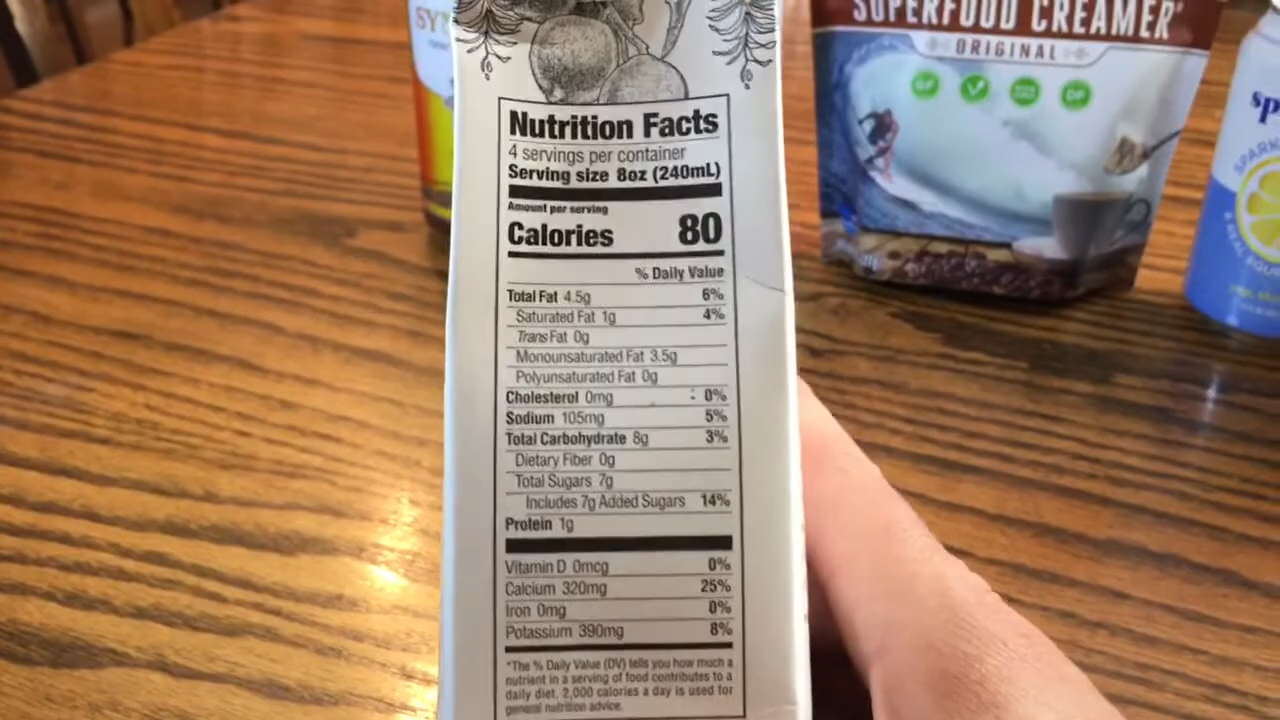 SUPERFOOD CREAMER
ORIGINAL
GF
DF
SPARK
Nutrition Facts
4 servings per container
Serving size 8oz (240mL)
Amount per serving
Calories 80
% Daily Value
Total Fat 4.5g 6%
Saturated Fat 1g 4%
Trans Fat 0g
Monounsaturated Fat 3.5g
Polyunsaturated Fat 0g
Cholesterol 0mg 0%
Sodium 105mg 5%
Total Carbohydrate 8g 3%
Dietary Fiber 0g
Total Sugars 7g
Includes 7g Added Sugars 14%
Protein 1g
Vitamin D 0mcg 0%
Calcium 320mg 25%
Iron 0mg 0%
Potassium 390mg 8%
*The % Daily Value (DV) tells you how much a
nutrient in a serving of food contributes to a
daily diet. 2,000 calories a day is used for
general nutrition advice.